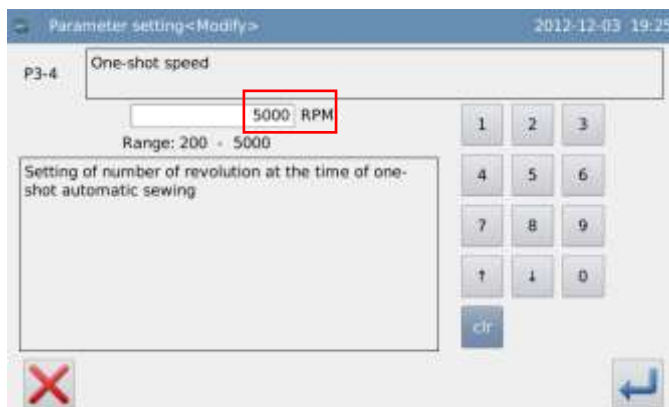 Parameter setting<Modify>
2012-12-03 19:25
P3-4
One-shot speed
5000 RPM
Range: 200 - 5000
Setting of number of revolution at the time of one-
shot automatic sewing
1 2 3
4 5 6
7 8 9
↑ ↓ 0
clr